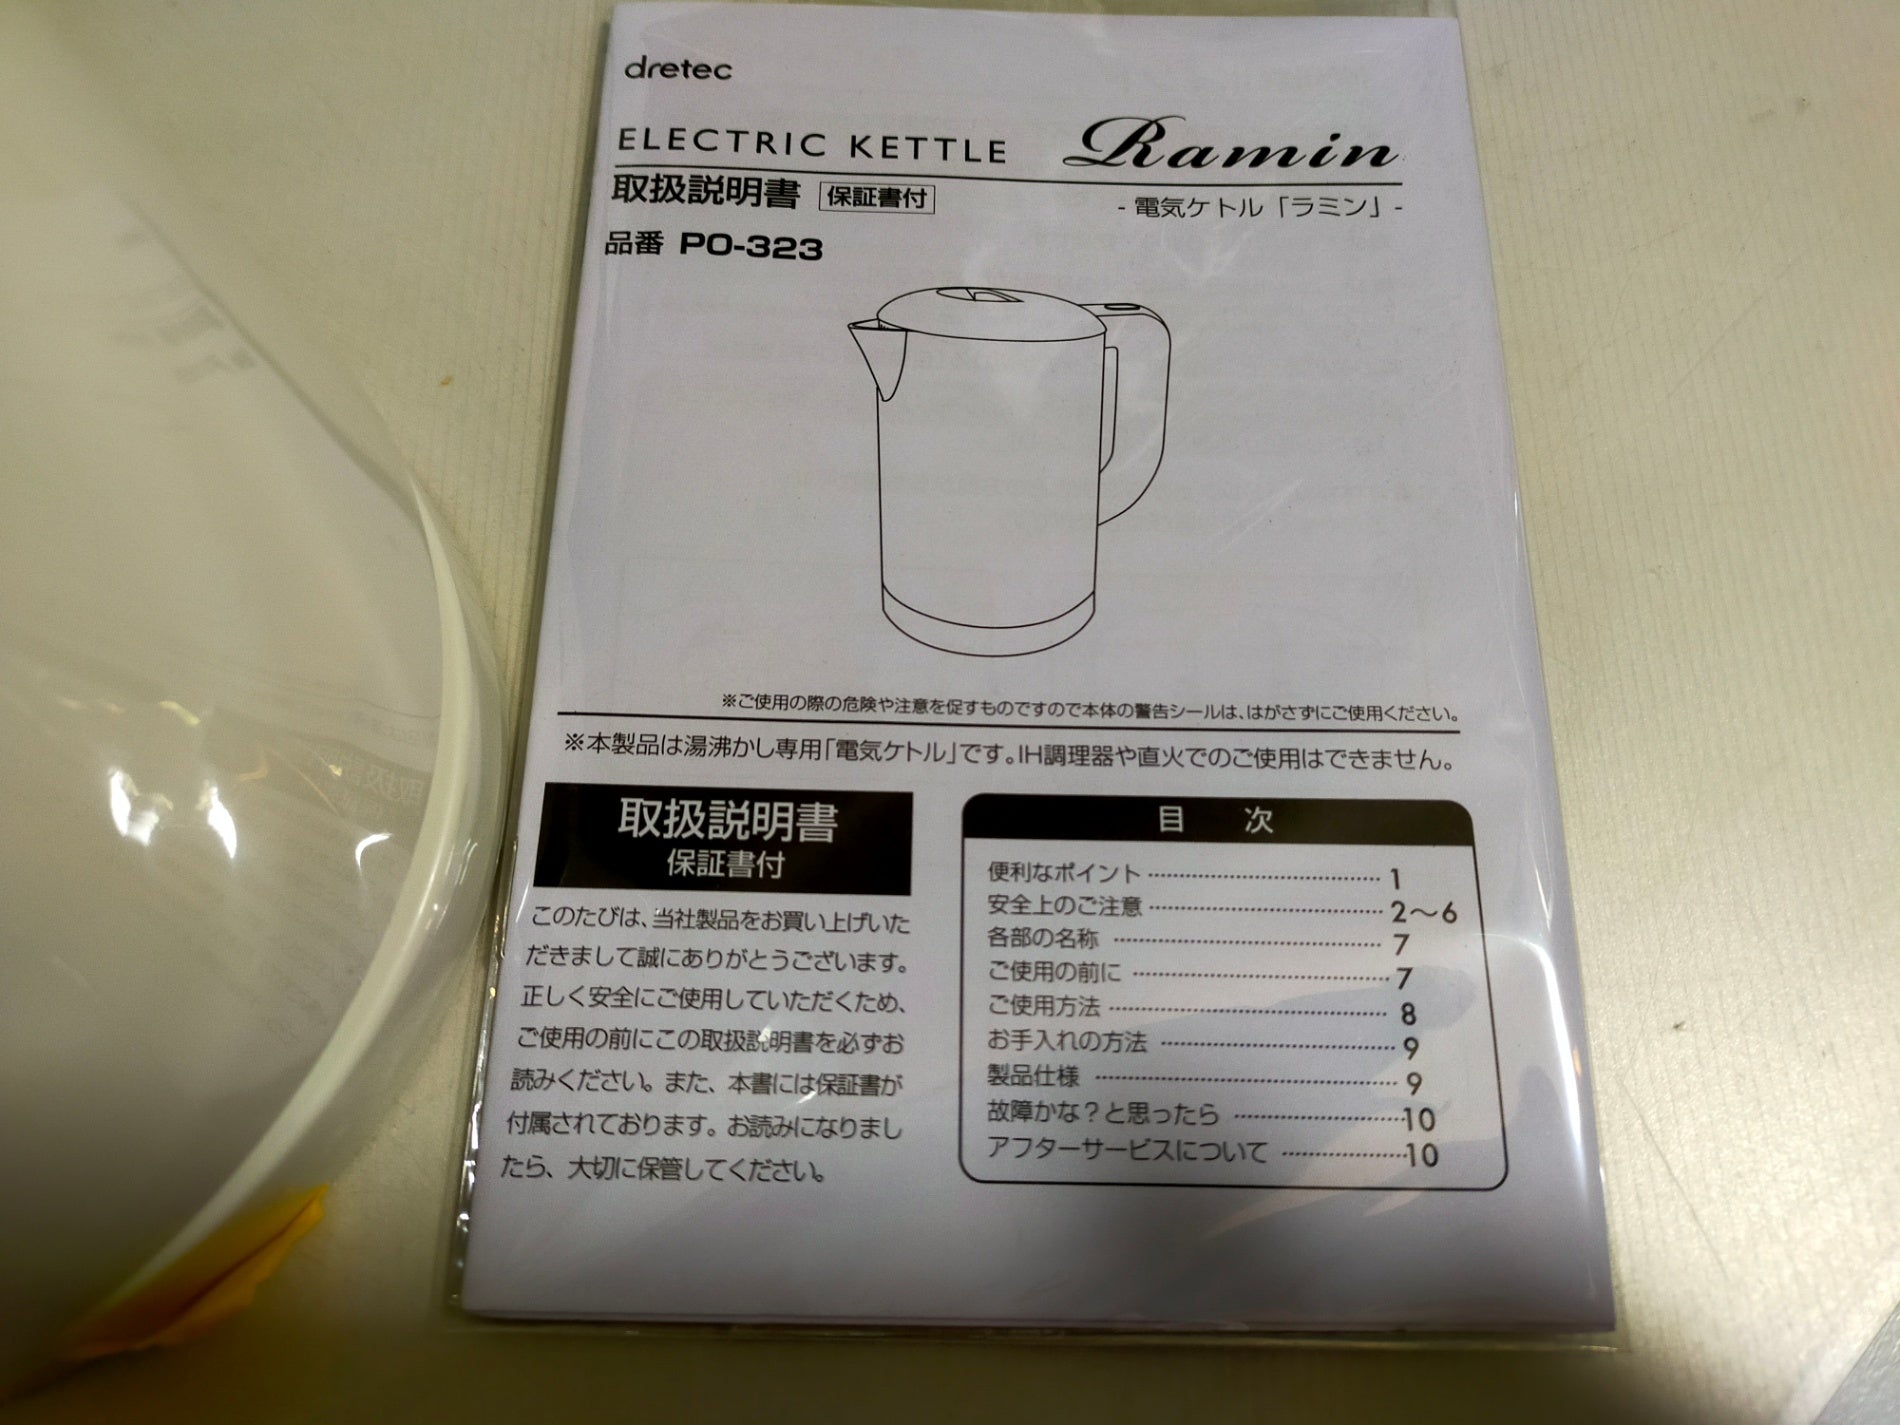 dretec
ELECTRIC KETTLE Ramin
取扱説明書 保証書付
- 電気ケトル「ラミン」-
品番 PO-323
※ご使用の際の危険や注意を促すものですので本体の警告シールは、はがさずにご使用ください。
※本製品は湯沸かし専用「電気ケトル」です。IH調理器や直火でのご使用はできません。
取扱説明書
保証書付
このたびは、当社製品をお買い上げいた
だきまして誠にありがとうございます。
正しく安全にご使用していただくため、
ご使用の前にこの取扱説明書を必ずお
読みください。また、本書には保証書が
付属されております。お読みになりまし
たら、大切に保管してください。
目 次
便利なポイント 1
安全上のご注意 2～6
各部の名称 7
ご使用の前に 7
ご使用方法 8
お手入れの方法 9
製品仕様 9
故障かな？と思ったら 10
アフターサービスについて 10